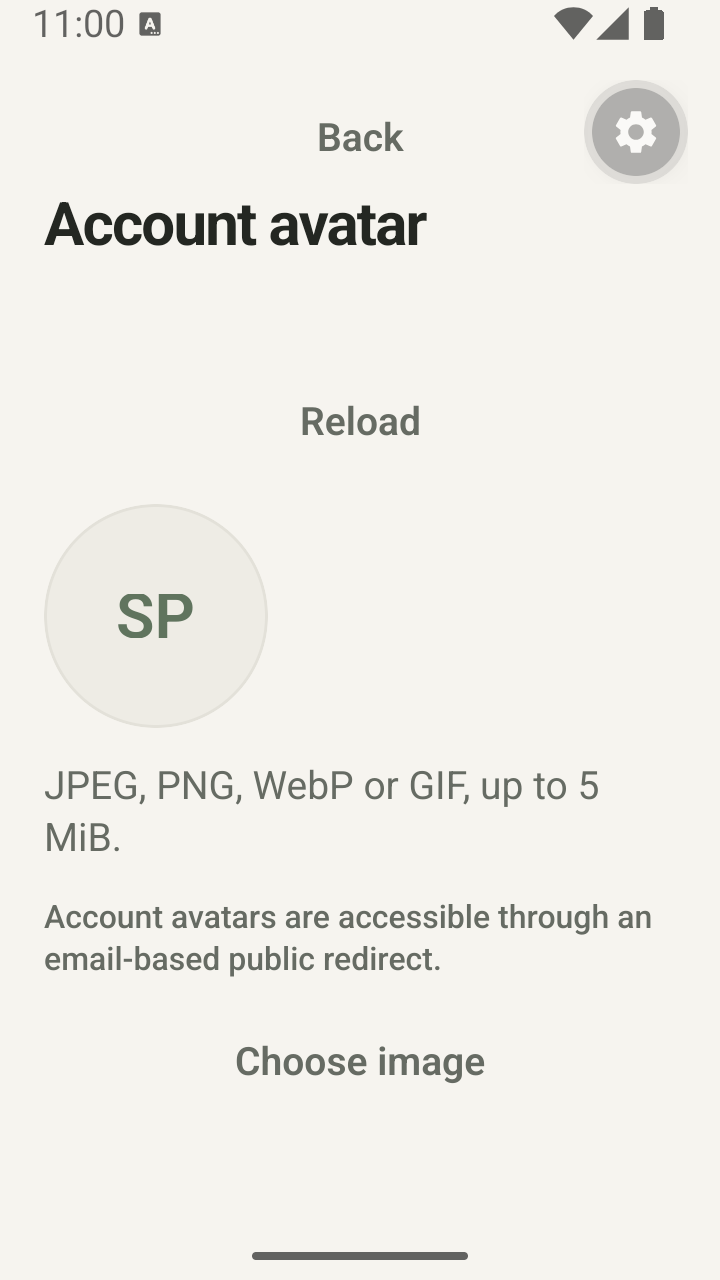 11:00
Back
Account avatar
Reload
SP
JPEG, PNG, WebP or GIF, up to 5
MiB.
Account avatars are accessible through an
email-based public redirect.
Choose image